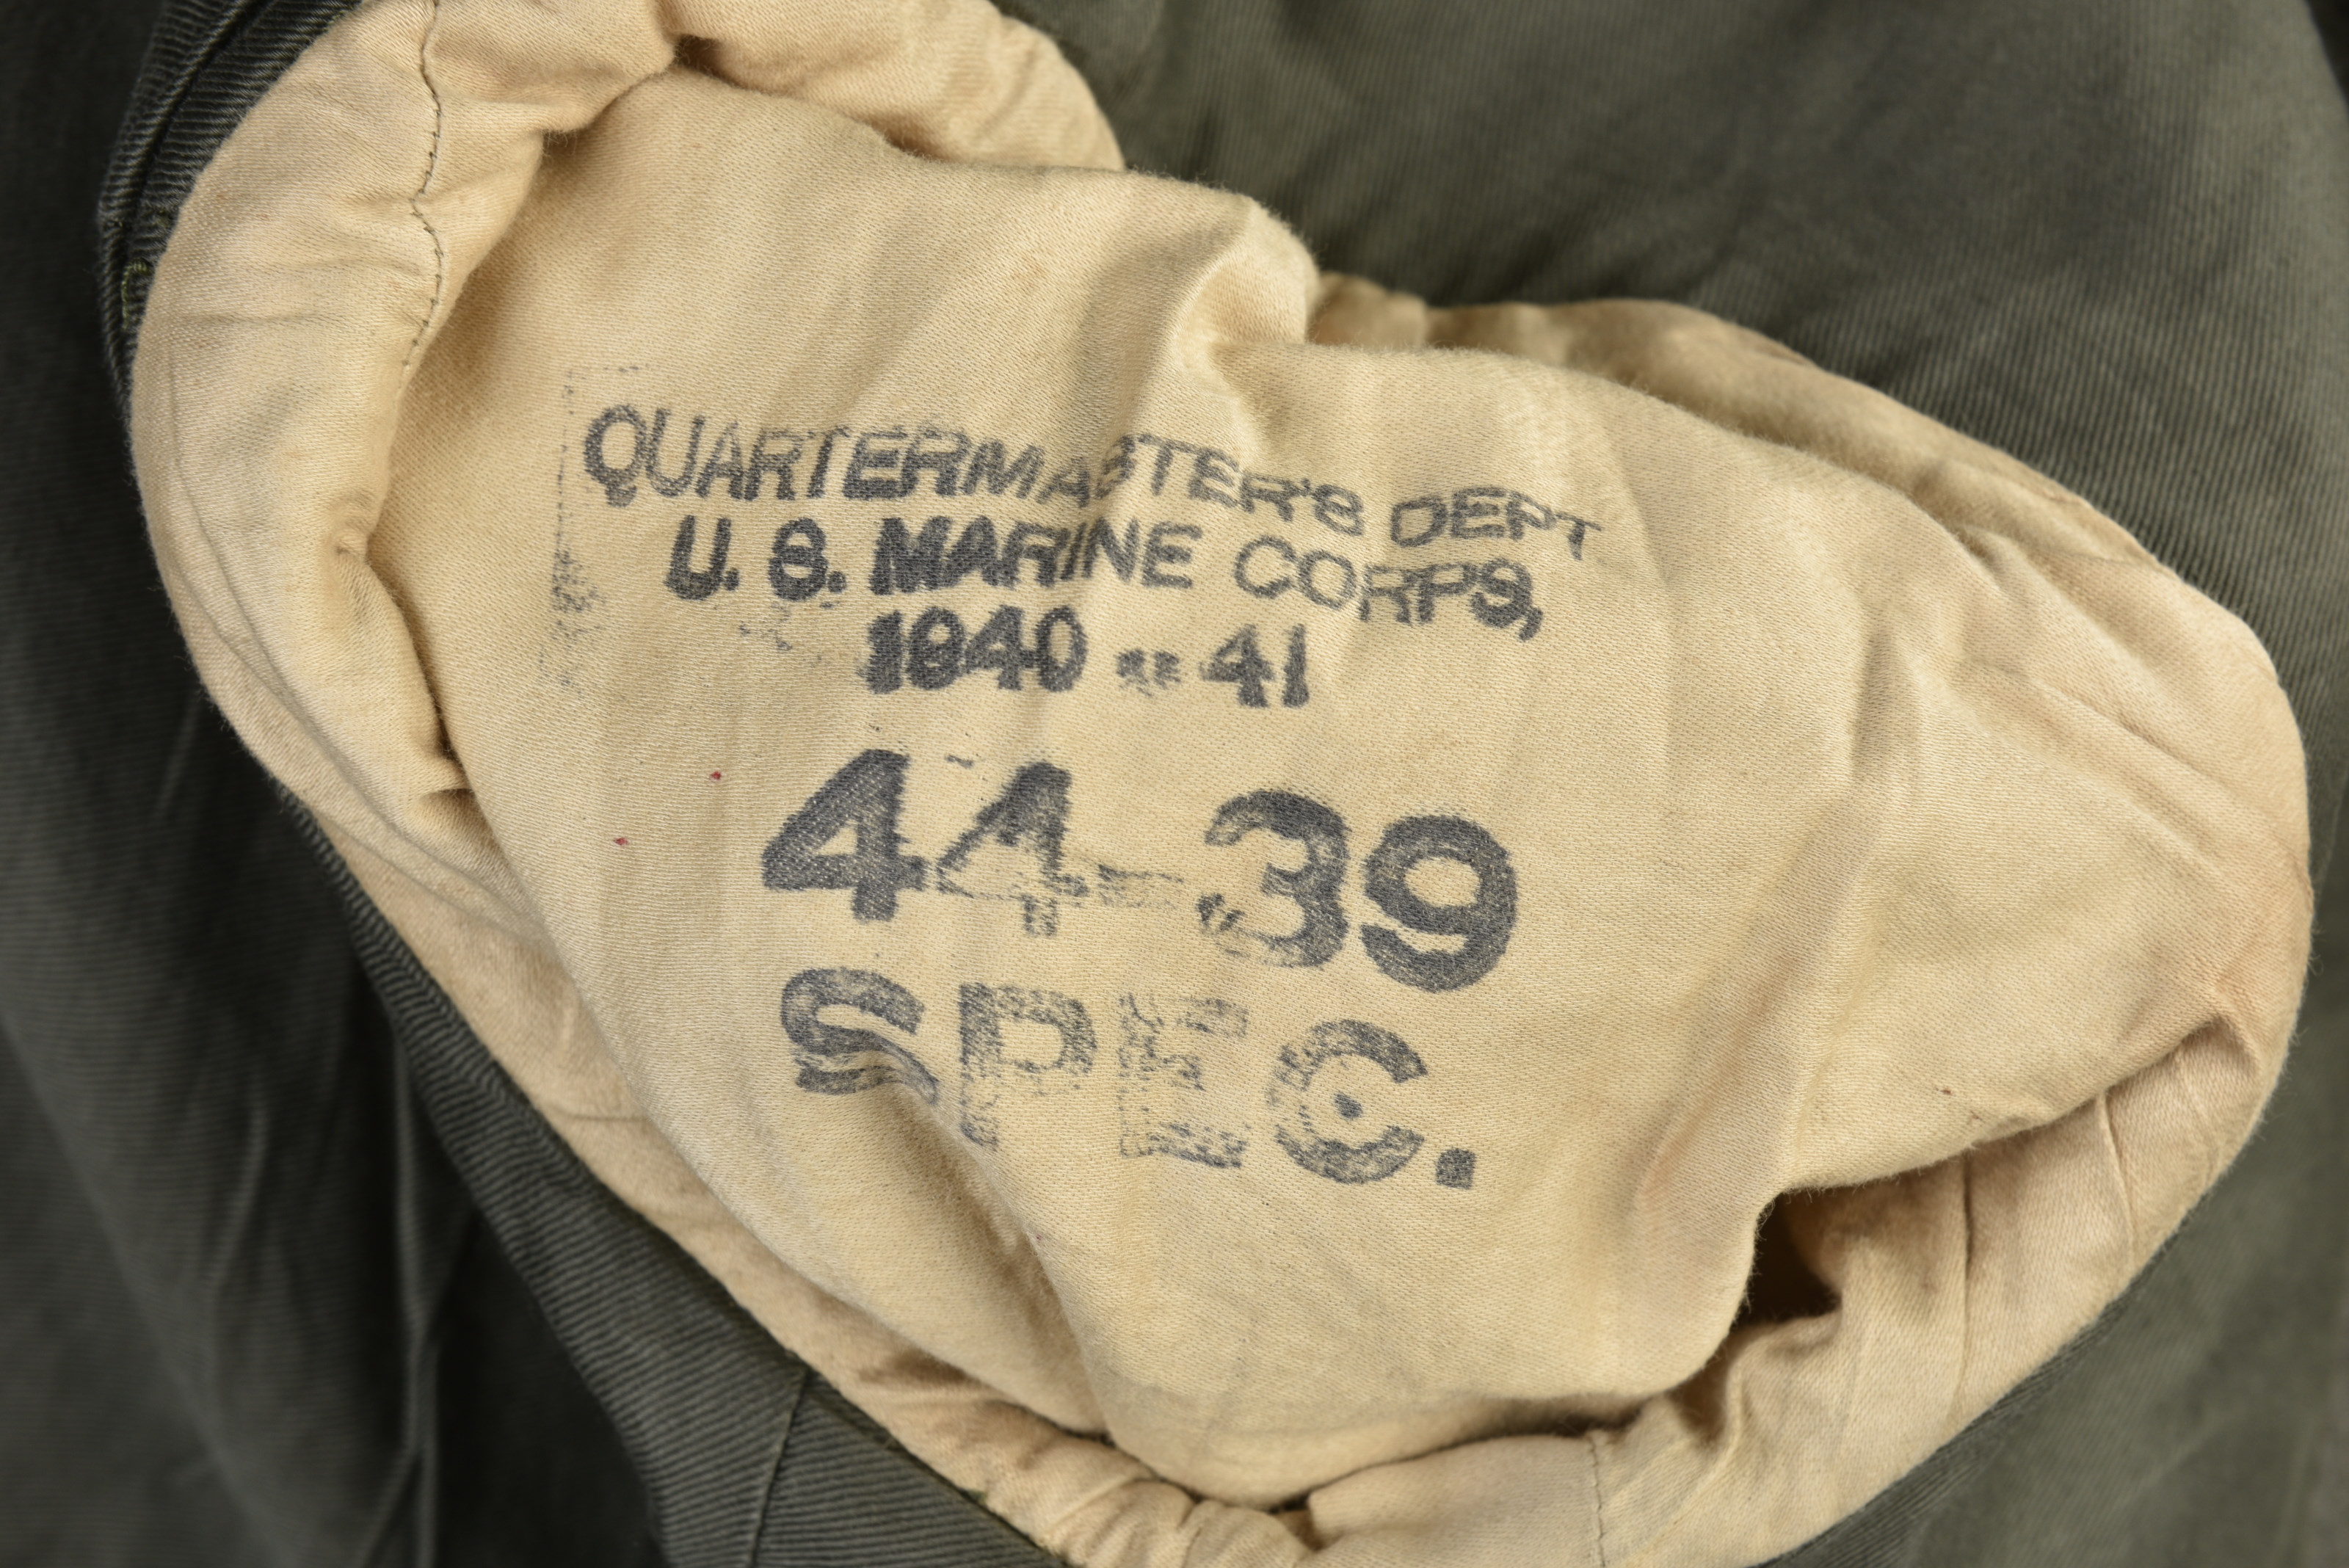 QUARTERMASTER'S DEPT
U. S. MARINE CORPS,
1940 -- 41
44-39
SPEC.